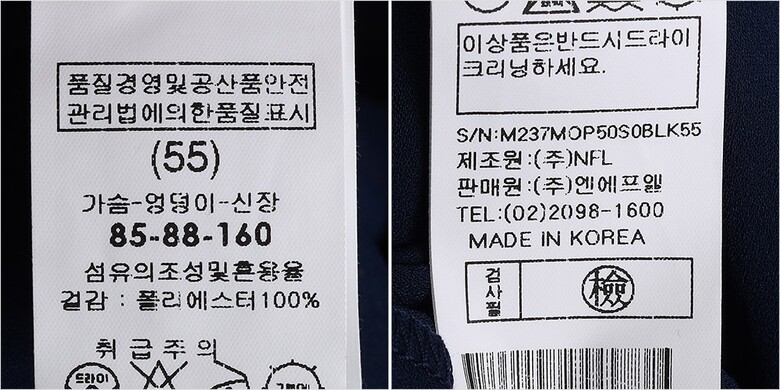 품질경영및공산품안전
관리법에의한품질표시
(55)
가슴-엉덩이-신장
85-88-160
섬유의조성및혼용율
겉감 : 폴리에스터100%
취급주의
드라이
이상품은반드시드라이
크리닝하세요.
S/N:M237MOP50S0BLK55
제조원:(주)NFL
판매원:(주)엔에프엘
TEL:(02)2098-1600
MADE IN KOREA
검사필
檢